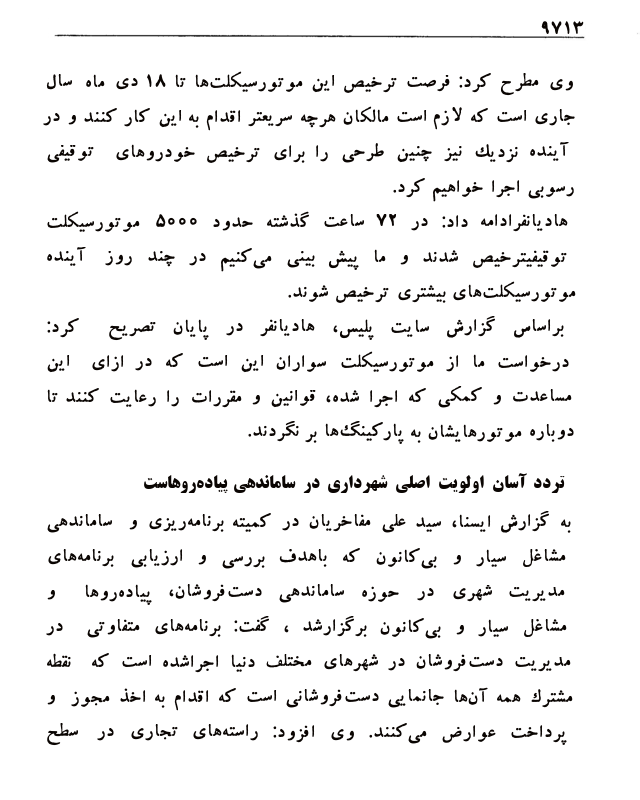 ۹۷۱۳
وی مطرح کرد: فرصت ترخیص این موتورسیکلت‌ها تا ۱۸ دی ماه سال
جاری است که لازم است مالکان هرچه سریعتر اقدام به این کار کنند و در
آینده نزدیك نیز چنین طرحی را برای ترخیص خودروهای توقیفی
رسوبی اجرا خواهیم کرد.
هادیانفرادامه داد: در ۷۲ ساعت گذشته حدود ۵۰۰۰ موتورسیکلت
توقیفیترخیص شدند و ما پیش بینی می‌کنیم در چند روز آینده
موتورسیکلت‌های بیشتری ترخیص شوند.
براساس گزارش سایت پلیس، هادیانفر در پایان تصریح کرد:
درخواست ما از موتورسیکلت سواران این است که در ازای این
مساعدت و کمکی که اجرا شده، قوانین و مقررات را رعایت کنند تا
دوباره موتورهایشان به پارکینگ‌ها بر نگردند.
تردد آسان اولویت اصلی شهرداری در ساماندهی پیاده‌روهاست
به گزارش ایسنا، سید علی مفاخریان در کمیته برنامه‌ریزی و ساماندهی
مشاغل سیار و بی‌کانون که باهدف بررسی و ارزیابی برنامه‌های
مدیریت شهری در حوزه ساماندهی دست‌فروشان، پیاده‌روها و
مشاغل سیار و بی‌کانون برگزارشد ، گفت: برنامه‌های متفاوتی در
مدیریت دست‌فروشان در شهرهای مختلف دنیا اجراشده است که نقطه
مشترك همه آن‌ها جانمایی دست‌فروشانی است که اقدام به اخذ مجوز و
پرداخت عوارض می‌کنند. وی افزود: راسته‌های تجاری در سطح